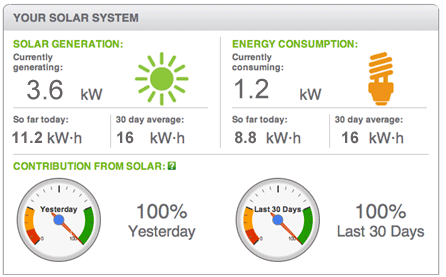 YOUR SOLAR SYSTEM
SOLAR GENERATION:
Currently
generating:
3.6 kW
So far today:
11.2 kW·h
30 day average:
16 kW·h
ENERGY CONSUMPTION:
Currently
consuming:
1.2 kW
So far today:
8.8 kW·h
30 day average:
16 kW·h
CONTRIBUTION FROM SOLAR: ?
Yesterday
0 100
100%
Yesterday
Last 30 Days
0 100
100%
Last 30 Days